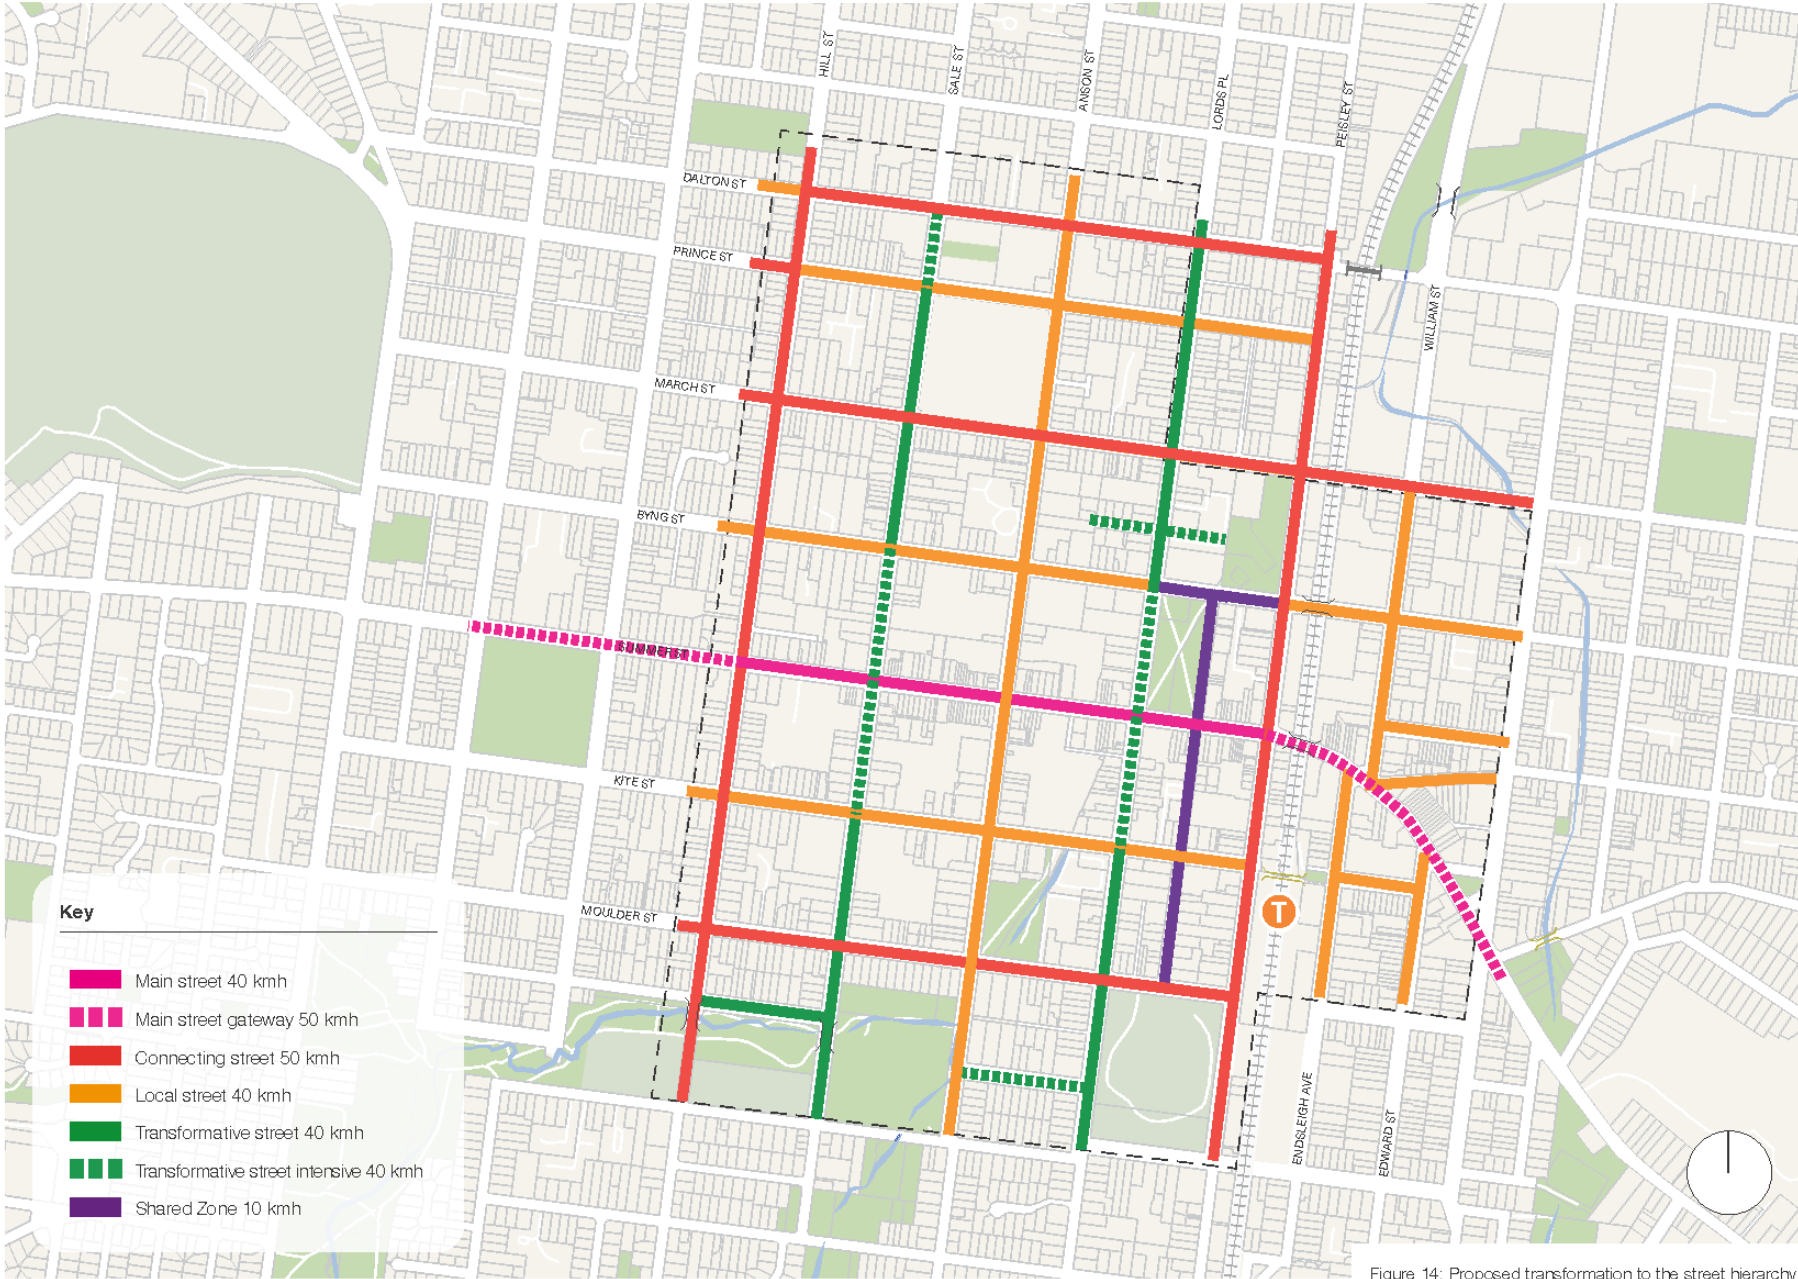 HILL ST
SALE ST
ANSON ST
LORDS PL
PEISLEY ST
DALTON ST
PRINCE ST
WILLIAM ST
MARCH ST
BYNG ST
SUMMER ST
KITE ST
MOULDER ST
T
ENDSLEIGH AVE
EDWARD ST
Key
Main street 40 kmh
Main street gateway 50 kmh
Connecting street 50 kmh
Local street 40 kmh
Transformative street 40 kmh
Transformative street intensive 40 kmh
Shared Zone 10 kmh
Figure 14: Proposed transformation to the street hierarchy